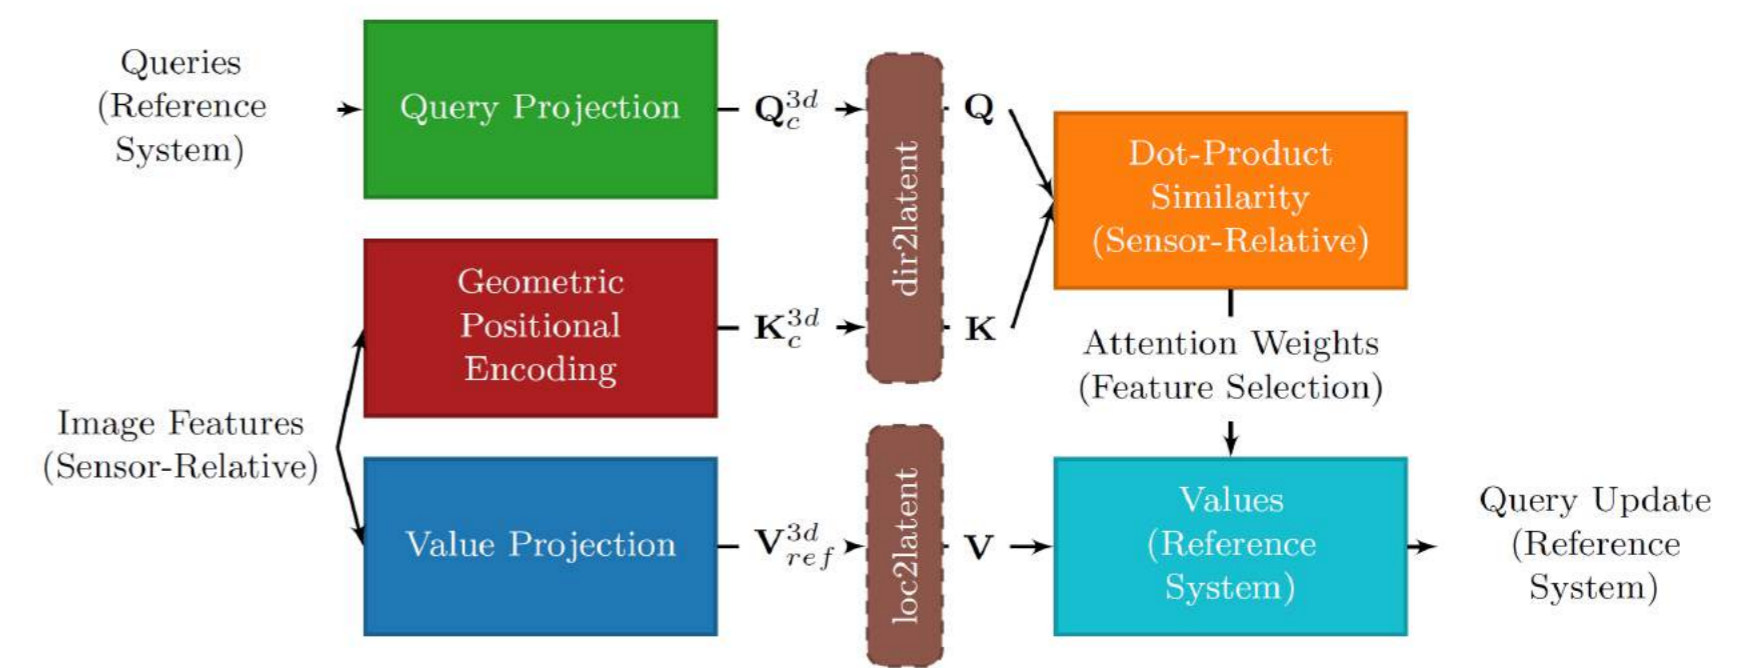 Queries
(Reference
System)
Query Projection
Q_c^{3d}
dir2latent
Q
Dot-Product
Similarity
(Sensor-Relative)
Geometric
Positional
Encoding
K_c^{3d}
K
Attention Weights
(Feature Selection)
Image Features
(Sensor-Relative)
Value Projection
V_{ref}^{3d}
loc2latent
V
Values
(Reference
System)
Query Update
(Reference
System)